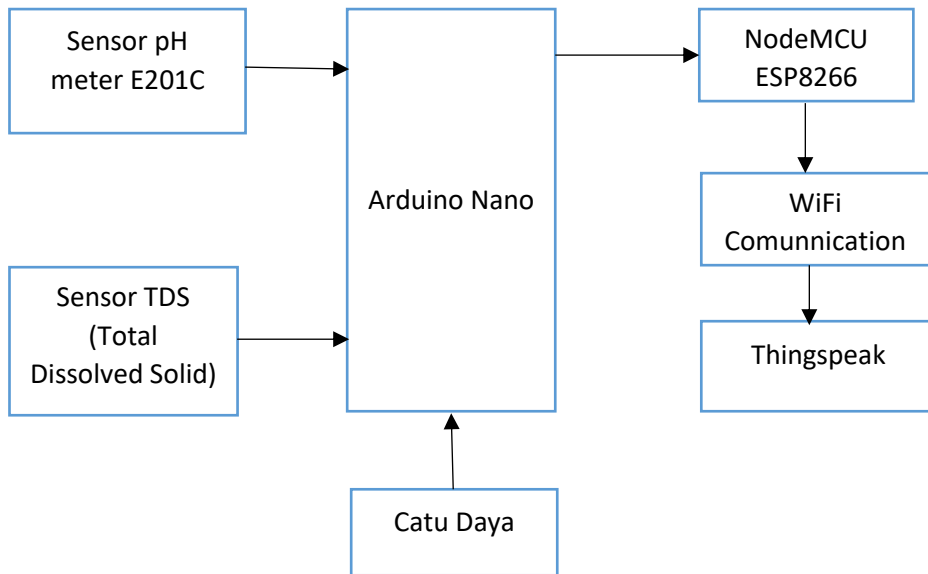 Sensor pH
meter E201C
Arduino Nano
NodeMCU
ESP8266
WiFi
Comunnication
Sensor TDS
(Total
Dissolved Solid)
Thingspeak
Catu Daya